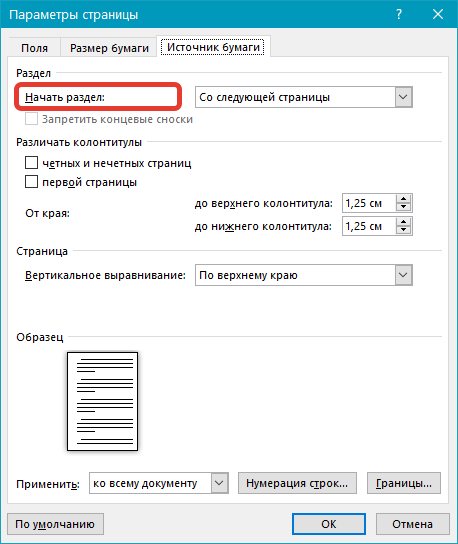 Параметры страницы
Поля Размер бумаги Источник бумаги
Раздел
Начать раздел: Со следующей страницы
Запретить концевые сноски
Различать колонтитулы
четных и нечетных страниц
первой страницы
до верхнего колонтитула: 1,25 см
От края:
до нижнего колонтитула: 1,25 см
Страница
Вертикальное выравнивание: По верхнему краю
Образец
Применить: ко всему документу Нумерация строк... Границы...
По умолчанию ОК Отмена